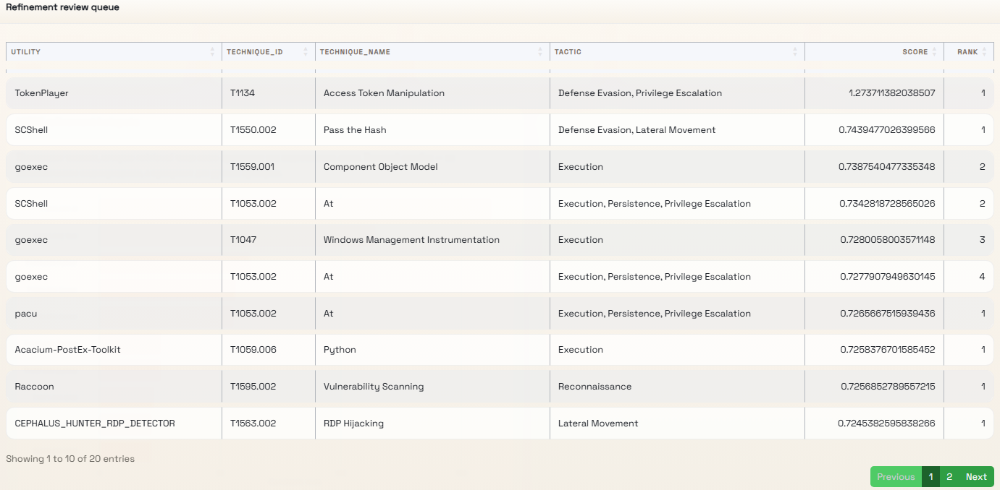 Refinement review queue
UTILITY TECHNIQUE_ID TECHNIQUE_NAME TACTIC SCORE RANK
TokenPlayer T1134 Access Token Manipulation Defense Evasion, Privilege Escalation 1.273711382038507 1
SCShell T1550.002 Pass the Hash Defense Evasion, Lateral Movement 0.7439477026399566 1
goexec T1559.001 Component Object Model Execution 0.7387540477335348 2
SCShell T1053.002 At Execution, Persistence, Privilege Escalation 0.7342818728565026 2
goexec T1047 Windows Management Instrumentation Execution 0.7280058003571148 3
goexec T1053.002 At Execution, Persistence, Privilege Escalation 0.7277907949630145 4
pacu T1053.002 At Execution, Persistence, Privilege Escalation 0.7265667515939436 1
Acacium-PostEx-Toolkit T1059.006 Python Execution 0.7258376701585452 1
Raccoon T1595.002 Vulnerability Scanning Reconnaissance 0.7256852789557215 1
CEPHALUS_HUNTER_RDP_DETECTOR T1563.002 RDP Hijacking Lateral Movement 0.7245382595838266 1
Showing 1 to 10 of 20 entries
Previous 1 2 Next